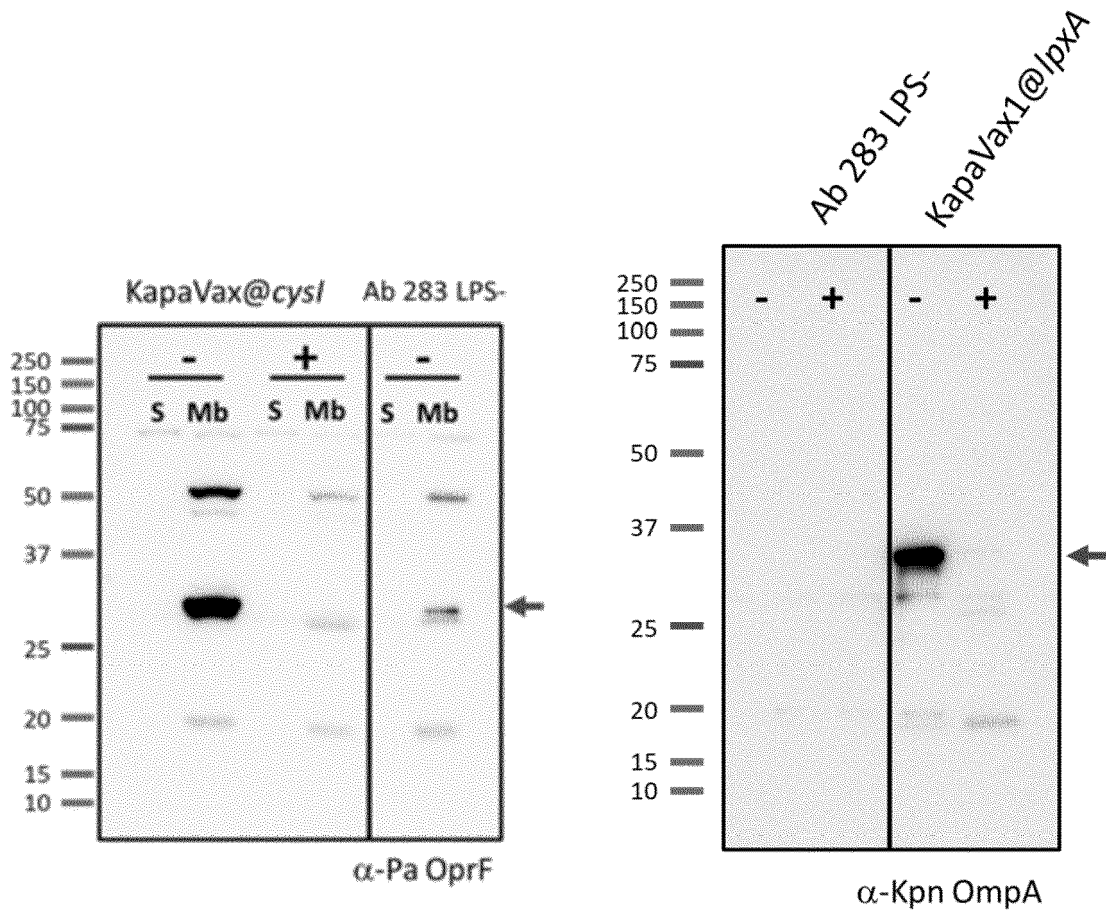 KapaVax@cysI Ab 283 LPS-
- + -
S Mb S Mb S Mb
250
150
100
75
50
37
25
20
15
10
α-Pa OprF
Ab 283 LPS-
KapaVax1@lpxA
- + - +
250
150
100
75
50
37
25
20
15
10
α-Kpn OmpA